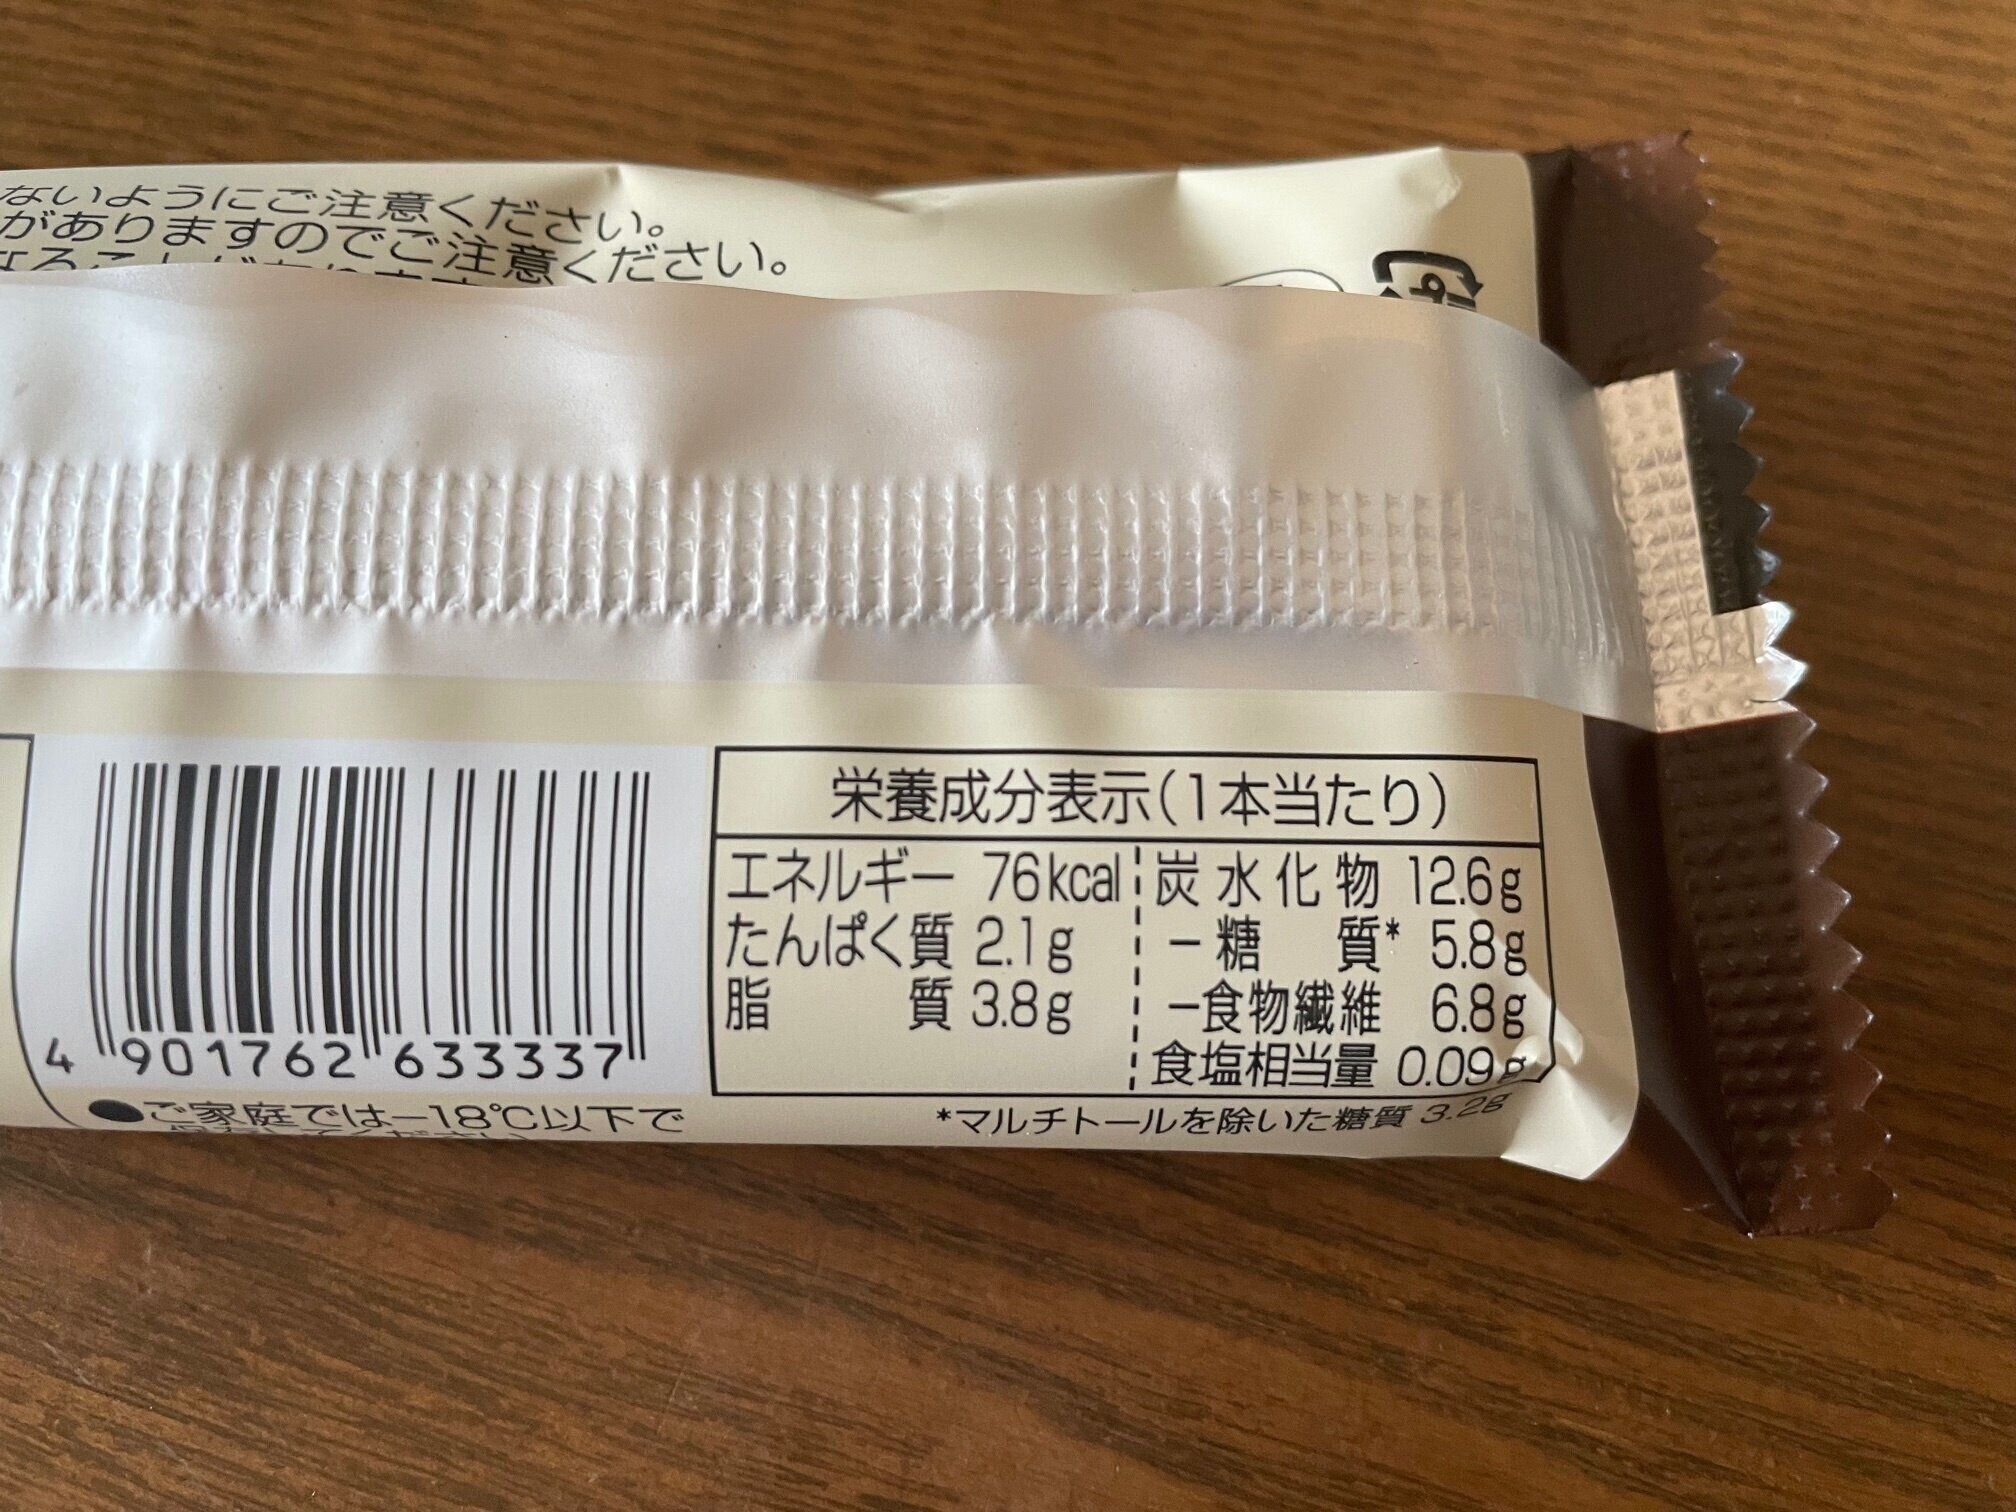 ないようにご注意ください。
がありますのでご注意ください。
栄養成分表示(1本当たり)
エネルギー 76kcal
たんぱく質 2.1g
脂質 3.8g
炭水化物 12.6g
－糖質* 5.8g
－食物繊維 6.8g
食塩相当量 0.09g
*マルチトールを除いた糖質 3.2g
4 901762 633337
●ご家庭では－18℃以下で